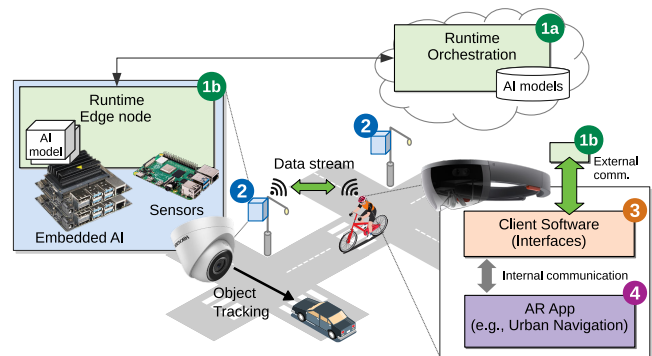 Runtime
Orchestration
1a
AI models
1b
Runtime
Edge node
AI
model
Sensors
Embedded AI
2
2
Data stream
Object
Tracking
1b
External
comm.
Client Software
(Interfaces)
3
Internal communication
AR App
(e.g., Urban Navigation)
4